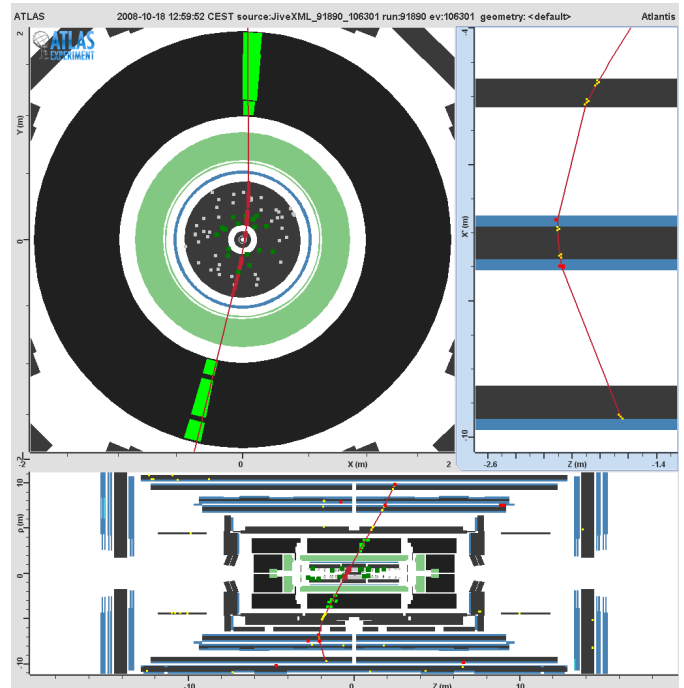 ATLAS 2008-10-18 12:59:52 CEST source:JiveXML_91890_106301 run:91890 ev:106301 geometry: <default> Atlantis
2
ATLAS
EXPERIMENT
Y (m)
0
-2
-2 0 X (m) 2
-4
X' (m)
-10
-2.6 Z (m) -1.4
10
ρ (m)
0
-10
-10 0 Z (m) 10